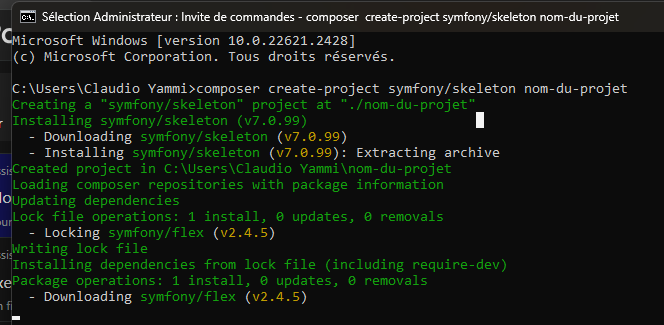 Sélection Administrateur : Invite de commandes - composer  create-project symfony/skeleton nom-du-projet
Microsoft Windows [version 10.0.22621.2428]
(c) Microsoft Corporation. Tous droits réservés.
C:\Users\Claudio Yammi>composer create-project symfony/skeleton nom-du-projet
Creating a "symfony/skeleton" project at "./nom-du-projet"
Installing symfony/skeleton (v7.0.99)
  - Downloading symfony/skeleton (v7.0.99)
  - Installing symfony/skeleton (v7.0.99): Extracting archive
Created project in C:\Users\Claudio Yammi\nom-du-projet
Loading composer repositories with package information
Updating dependencies
Lock file operations: 1 install, 0 updates, 0 removals
  - Locking symfony/flex (v2.4.5)
Writing lock file
Installing dependencies from lock file (including require-dev)
Package operations: 1 install, 0 updates, 0 removals
  - Downloading symfony/flex (v2.4.5)